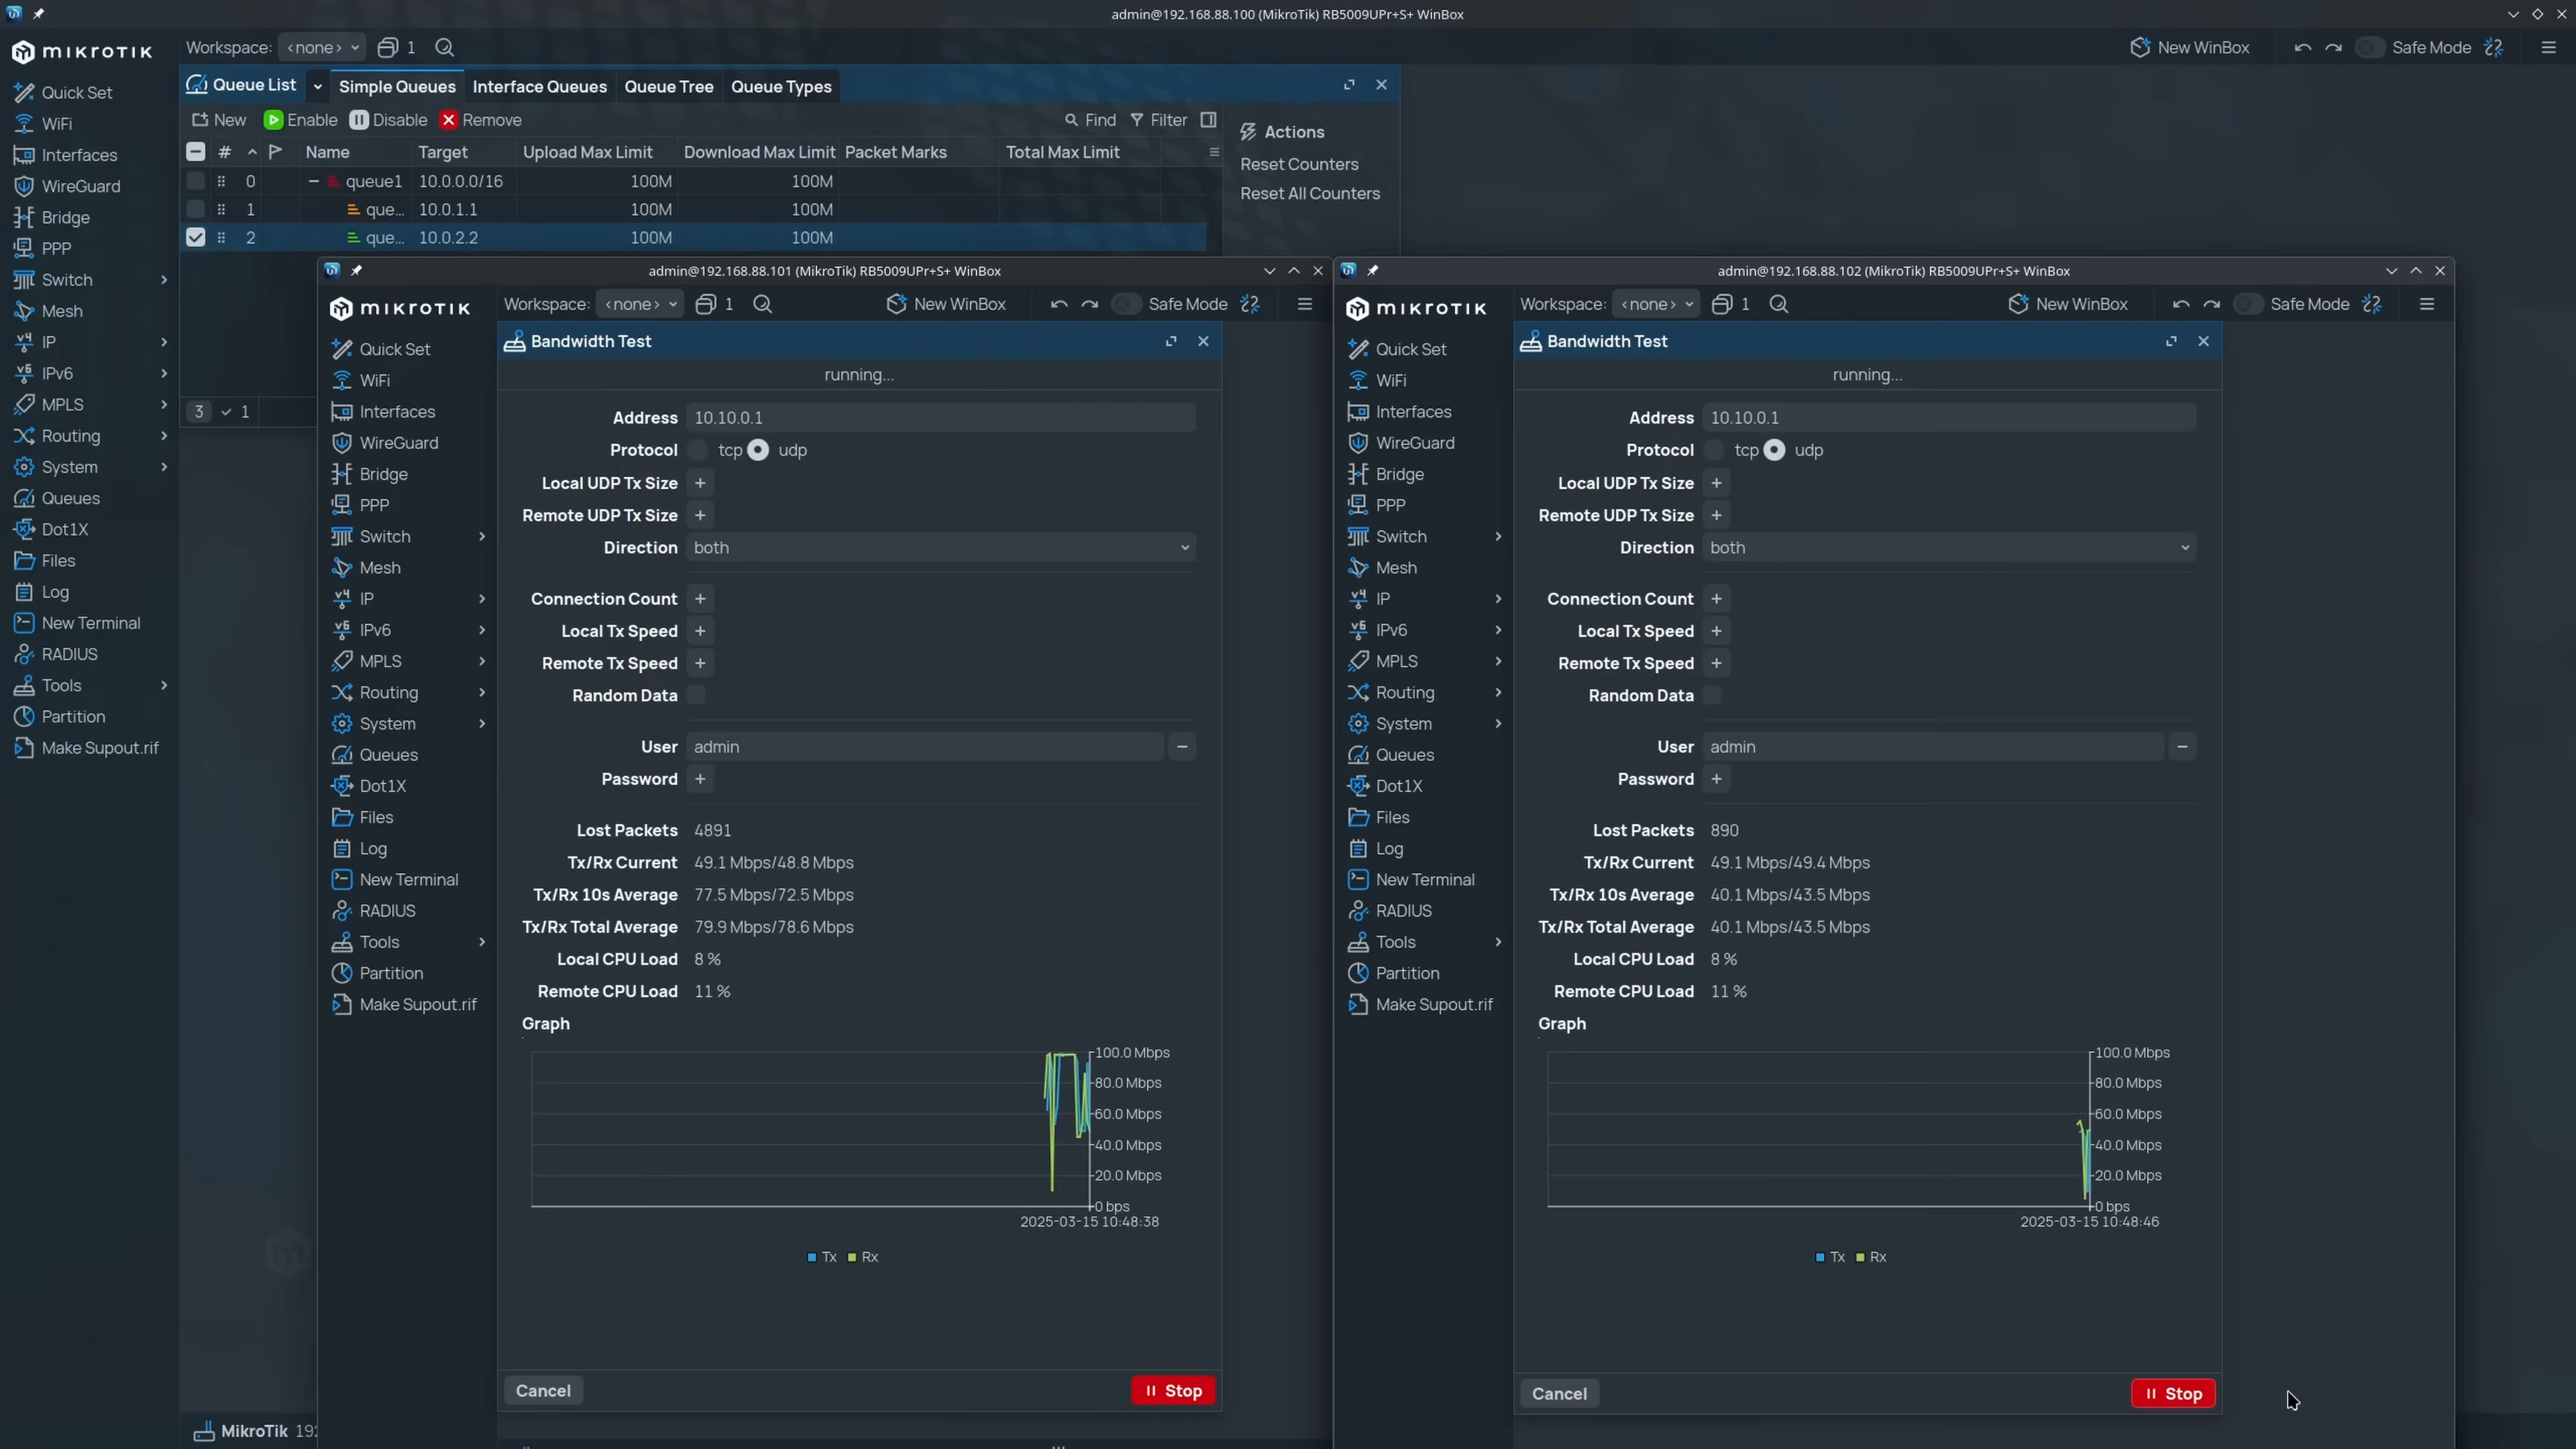 admin@192.168.88.100 (MikroTik) RB5009UPr+S+ WinBox
mikrotik
Workspace: <none> 1
New WinBox Safe Mode
Quick Set
WiFi
Interfaces
WireGuard
Bridge
PPP
Switch
Mesh
IP
IPv6
MPLS
Routing
System
Queues
Dot1X
Files
Log
New Terminal
RADIUS
Tools
Partition
Make Supout.rif
Queue List Simple Queues Interface Queues Queue Tree Queue Types
New Enable Disable Remove Find Filter
# Name Target Upload Max Limit Download Max Limit Packet Marks Total Max Limit
0 queue1 10.0.0.0/16 100M 100M
1 que... 10.0.1.1 100M 100M
2 que... 10.0.2.2 100M 100M
3 1
Actions
Reset Counters
Reset All Counters
MikroTik 192
admin@192.168.88.101 (MikroTik) RB5009UPr+S+ WinBox
mikrotik
Workspace: <none> 1 New WinBox Safe Mode
Quick Set
WiFi
Interfaces
WireGuard
Bridge
PPP
Switch
Mesh
IP
IPv6
MPLS
Routing
System
Queues
Dot1X
Files
Log
New Terminal
RADIUS
Tools
Partition
Make Supout.rif
Bandwidth Test
running...
Address 10.10.0.1
Protocol tcp udp
Local UDP Tx Size +
Remote UDP Tx Size +
Direction both
Connection Count +
Local Tx Speed +
Remote Tx Speed +
Random Data
User admin
Password +
Lost Packets 4891
Tx/Rx Current 49.1 Mbps/48.8 Mbps
Tx/Rx 10s Average 77.5 Mbps/72.5 Mbps
Tx/Rx Total Average 79.9 Mbps/78.6 Mbps
Local CPU Load 8 %
Remote CPU Load 11 %
Graph
100.0 Mbps
80.0 Mbps
60.0 Mbps
40.0 Mbps
20.0 Mbps
0 bps
2025-03-15 10:48:38
Tx Rx
Cancel Stop
admin@192.168.88.102 (MikroTik) RB5009UPr+S+ WinBox
mikrotik
Workspace: <none> 1 New WinBox Safe Mode
Quick Set
WiFi
Interfaces
WireGuard
Bridge
PPP
Switch
Mesh
IP
IPv6
MPLS
Routing
System
Queues
Dot1X
Files
Log
New Terminal
RADIUS
Tools
Partition
Make Supout.rif
Bandwidth Test
running...
Address 10.10.0.1
Protocol tcp udp
Local UDP Tx Size +
Remote UDP Tx Size +
Direction both
Connection Count +
Local Tx Speed +
Remote Tx Speed +
Random Data
User admin
Password +
Lost Packets 890
Tx/Rx Current 49.1 Mbps/49.4 Mbps
Tx/Rx 10s Average 40.1 Mbps/43.5 Mbps
Tx/Rx Total Average 40.1 Mbps/43.5 Mbps
Local CPU Load 8 %
Remote CPU Load 11 %
Graph
100.0 Mbps
80.0 Mbps
60.0 Mbps
40.0 Mbps
20.0 Mbps
0 bps
2025-03-15 10:48:46
Tx Rx
Cancel Stop